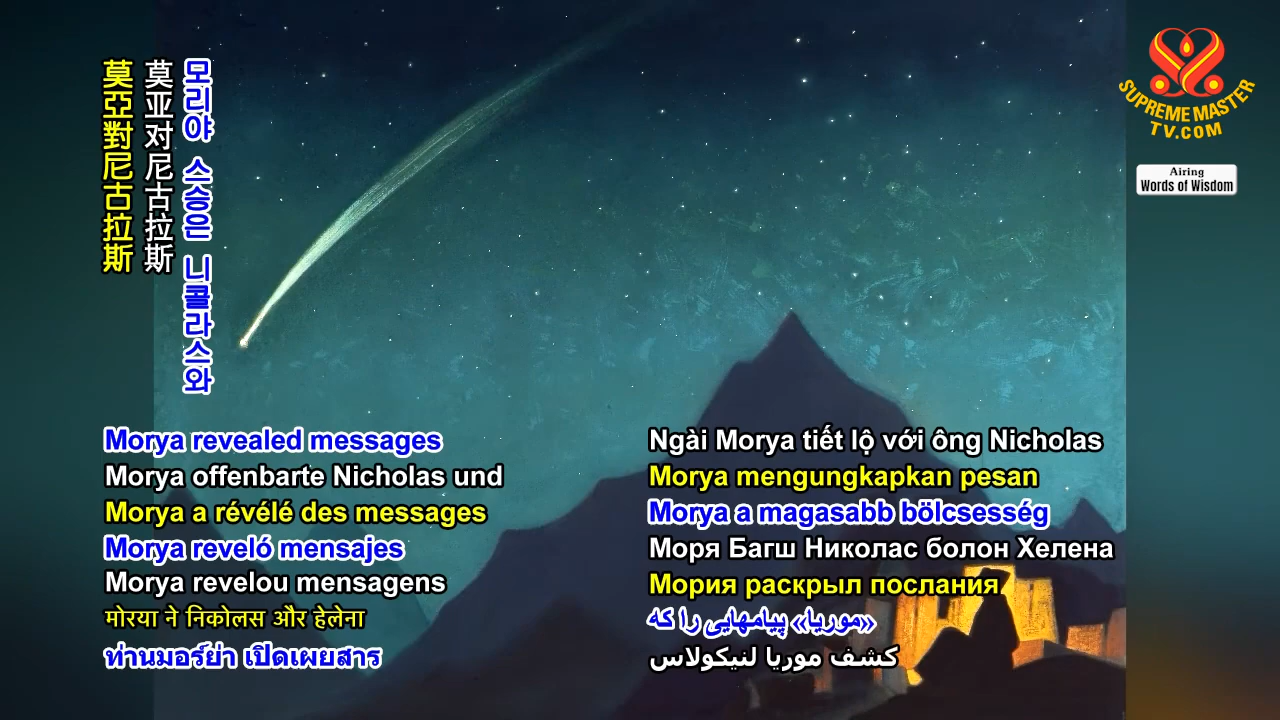 莫亞對尼古拉斯
莫亚对尼古拉斯
모리야 스승은 니콜라스와
SUPREME MASTER
TV.COM
Airing
Words of Wisdom
Morya revealed messages
Morya offenbarte Nicholas und
Morya a révélé des messages
Morya reveló mensajes
Morya revelou mensagens
मोरया ने निकोलस और हेलेना
ท่านมอร์ย่า เปิดเผยสาร
Ngài Morya tiết lộ với ông Nicholas
Morya mengungkapkan pesan
Morya a magasabb bölcsesség
Моря Багш Николас болон Хелена
Мория раскрыл послания
«موریا» پیامهایی را که
كشف موريا لنيكولاس